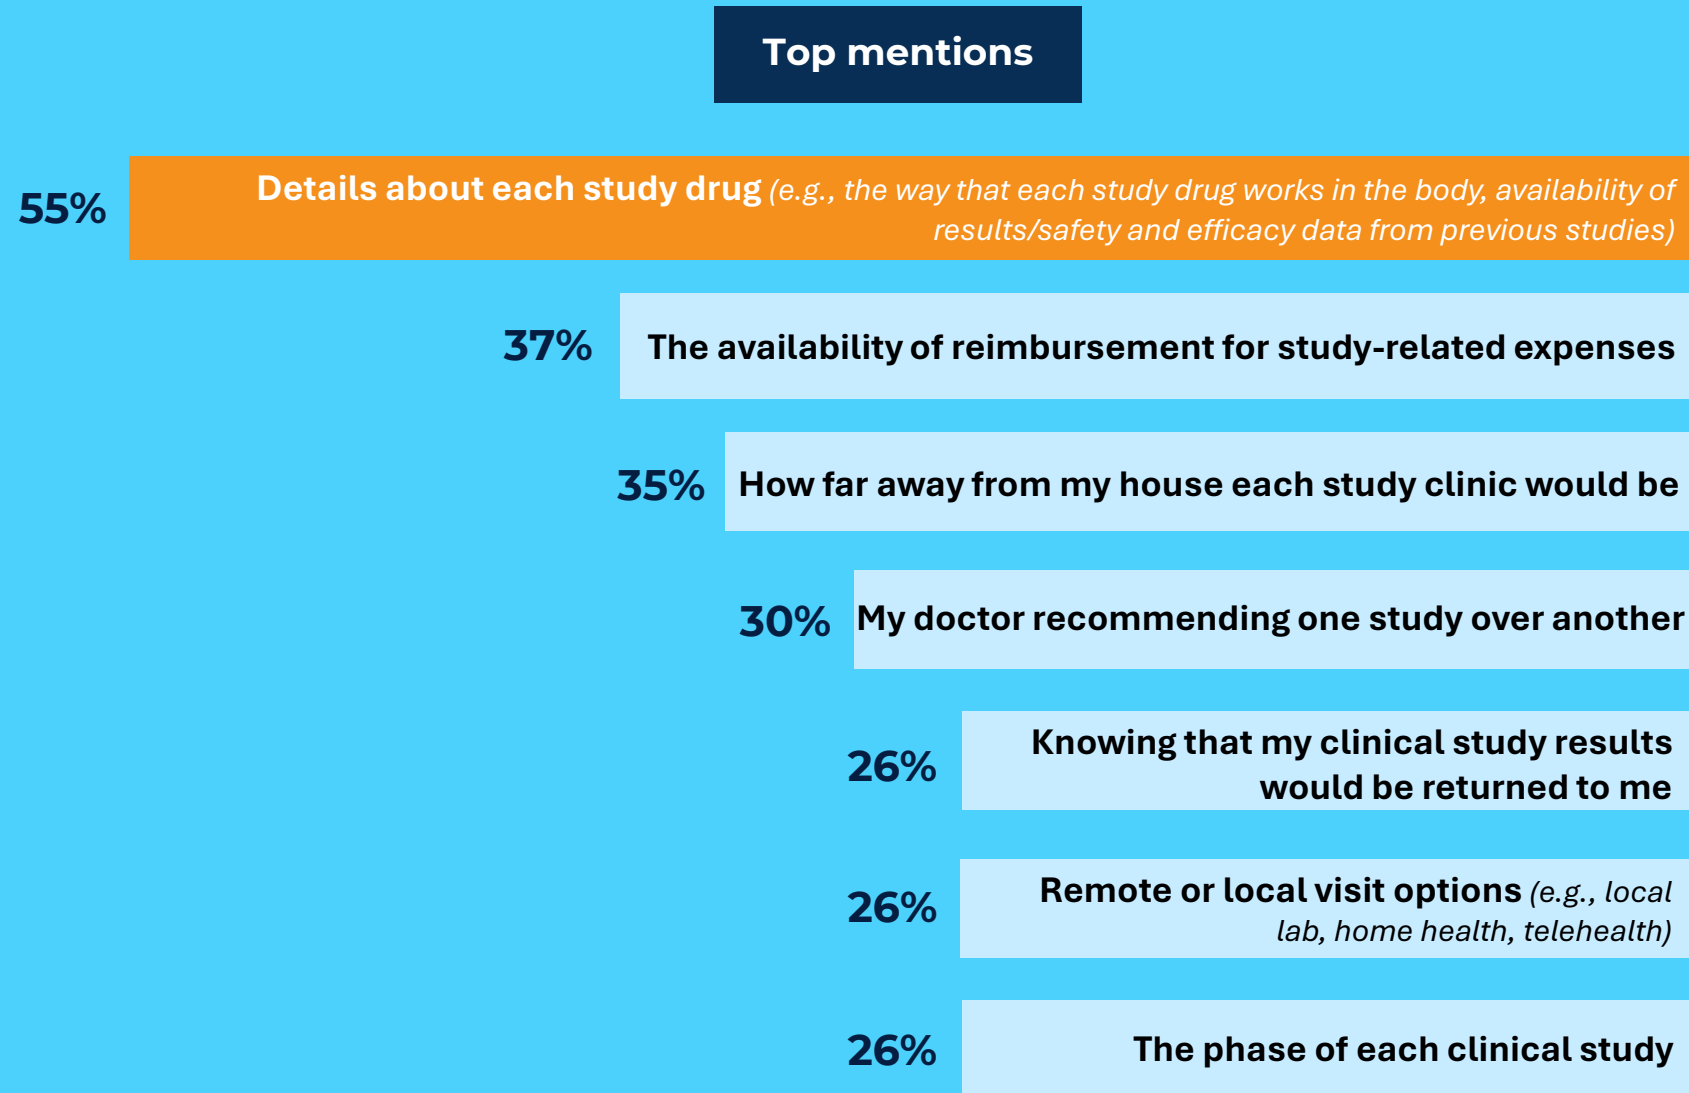 Top mentions
55%
Details about each study drug (e.g., the way that each study drug works in the body, availability of
results/safety and efficacy data from previous studies)
37%
The availability of reimbursement for study-related expenses
35%
How far away from my house each study clinic would be
30%
My doctor recommending one study over another
26%
Knowing that my clinical study results
would be returned to me
26%
Remote or local visit options (e.g., local
lab, home health, telehealth)
26%
The phase of each clinical study